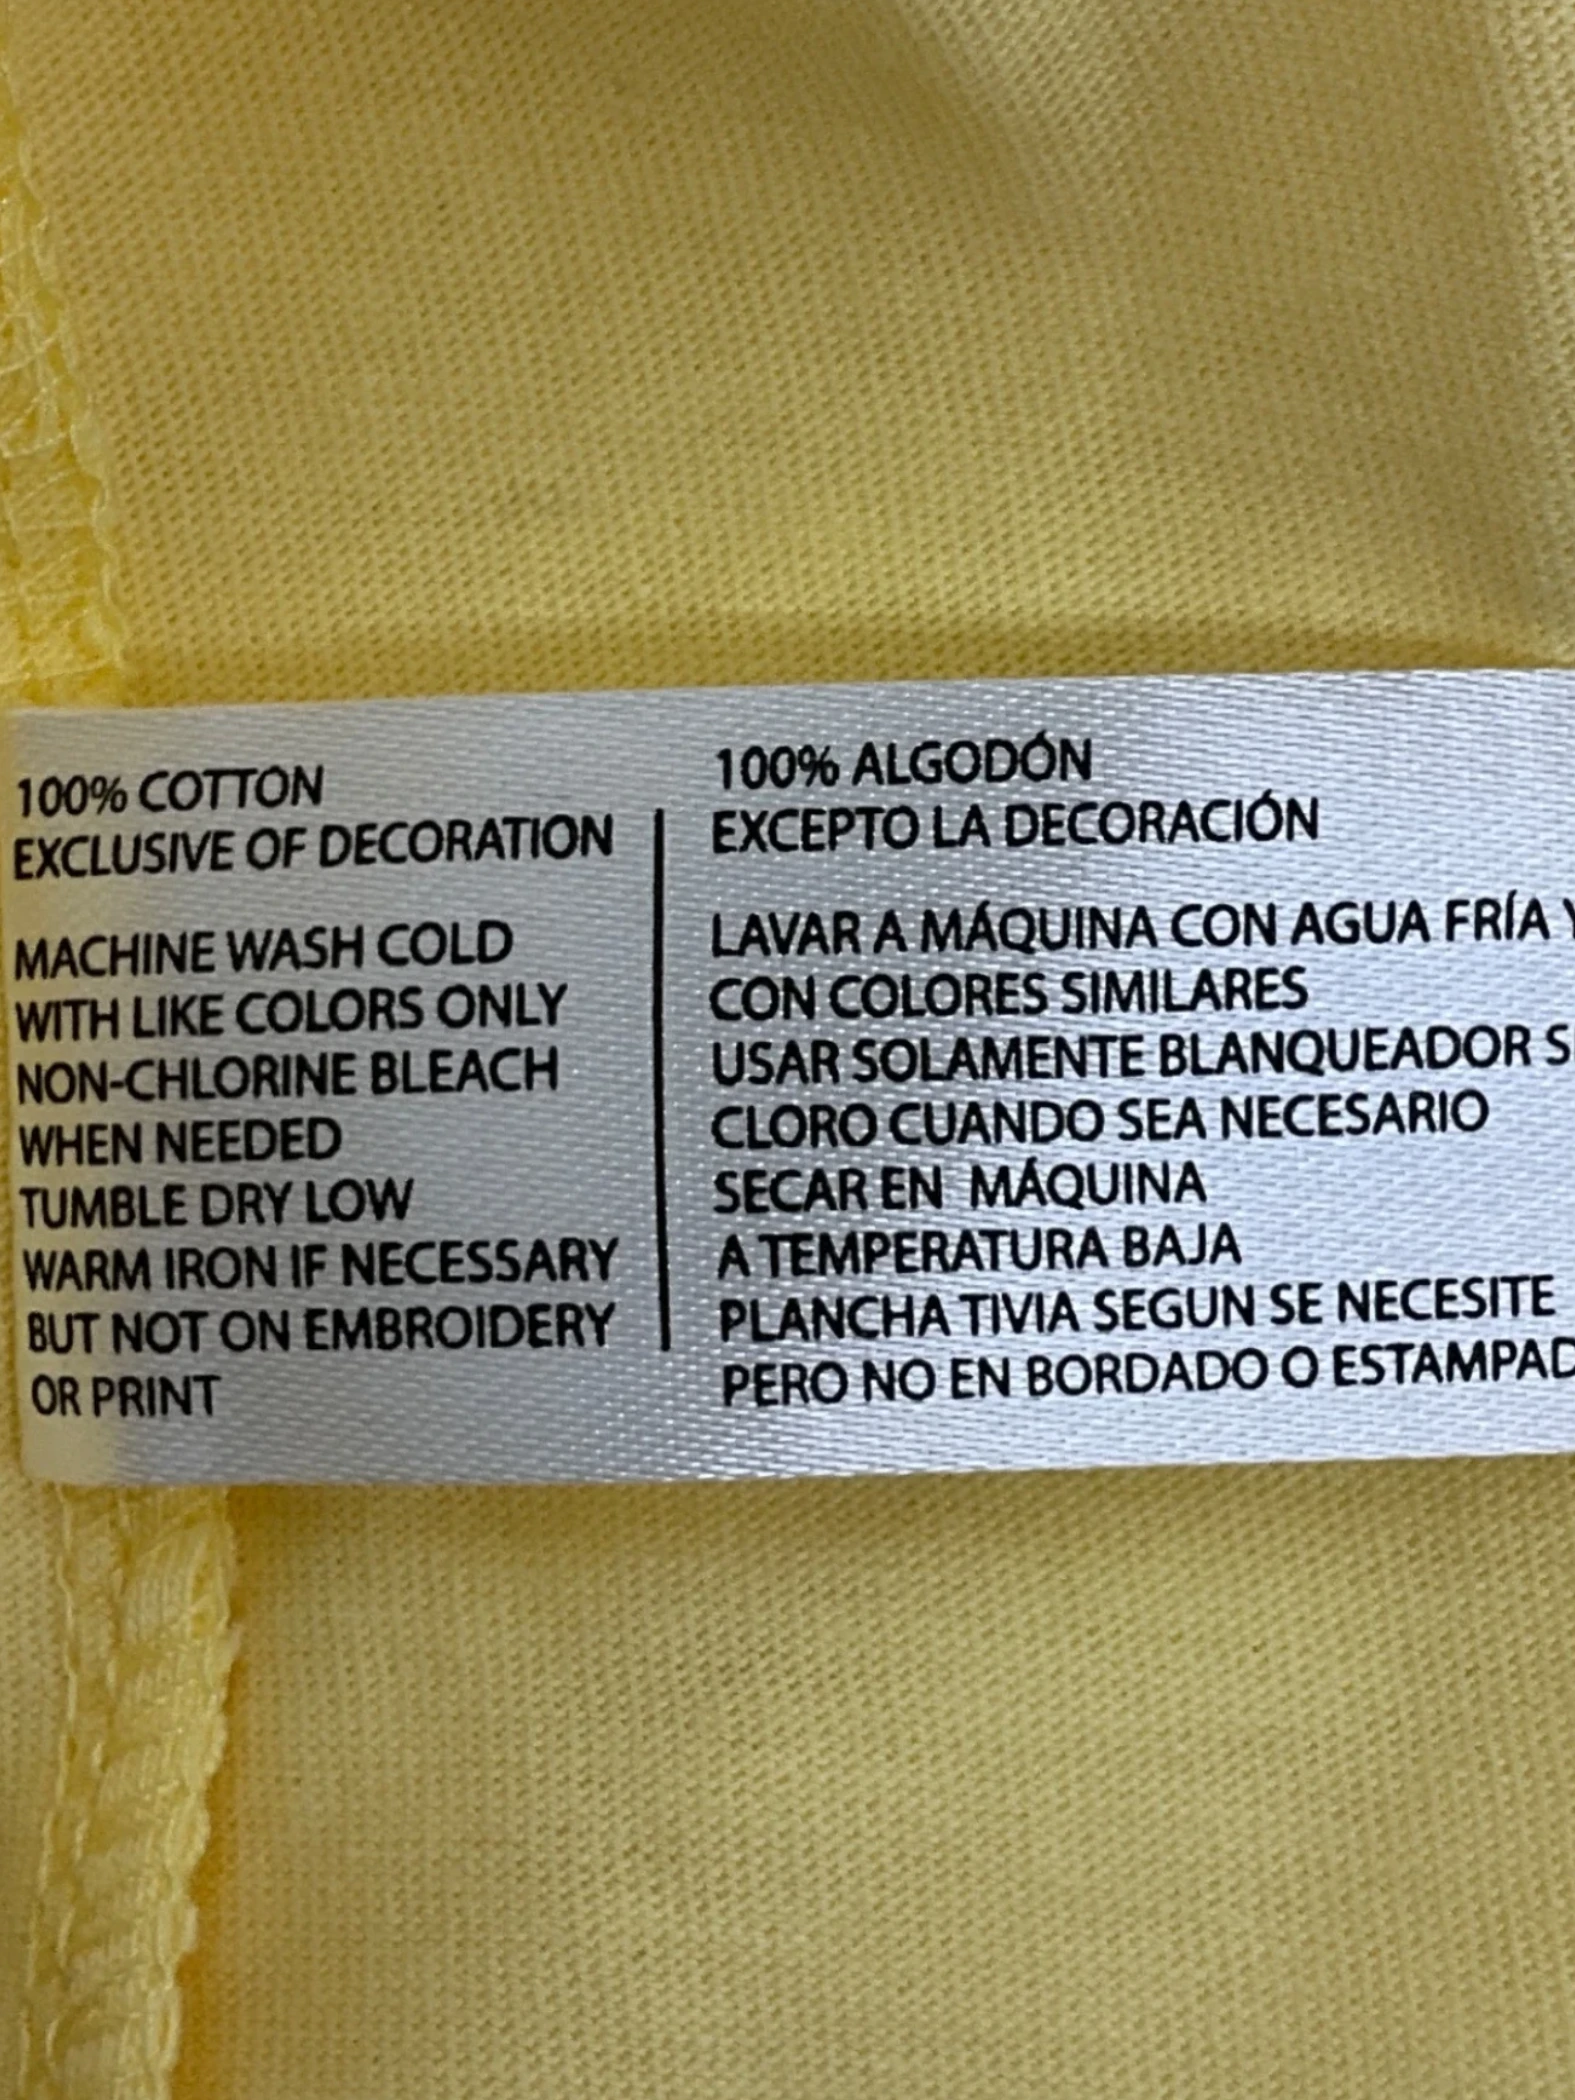 100% COTTON
EXCLUSIVE OF DECORATION
MACHINE WASH COLD
WITH LIKE COLORS ONLY
NON-CHLORINE BLEACH
WHEN NEEDED
TUMBLE DRY LOW
WARM IRON IF NECESSARY
BUT NOT ON EMBROIDERY
OR PRINT
100% ALGODÓN
EXCEPTO LA DECORACIÓN
LAVAR A MÁQUINA CON AGUA FRÍA Y
CON COLORES SIMILARES
USAR SOLAMENTE BLANQUEADOR
CLORO CUANDO SEA NECESARIO
SECAR EN MÁQUINA
A TEMPERATURA BAJA
PLANCHA TIVIA SEGUN SE NECESITE
PERO NO EN BORDADO O